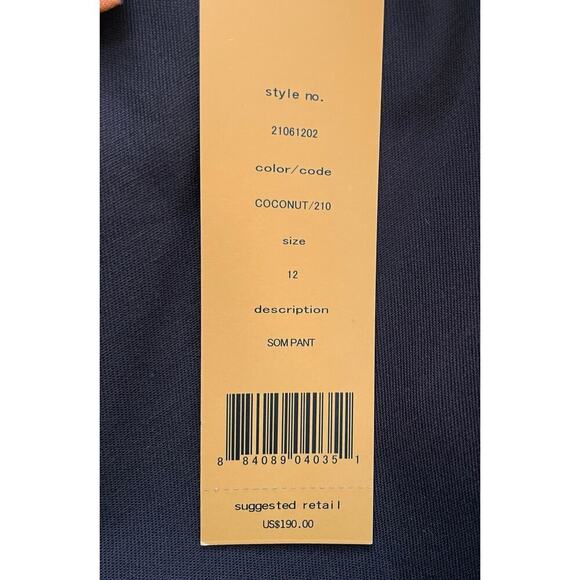 style no.
21061202
color/code
COCONUT/210
size
12
description
SOM PANT
8 84089 04035 1
suggested retail
US$190.00